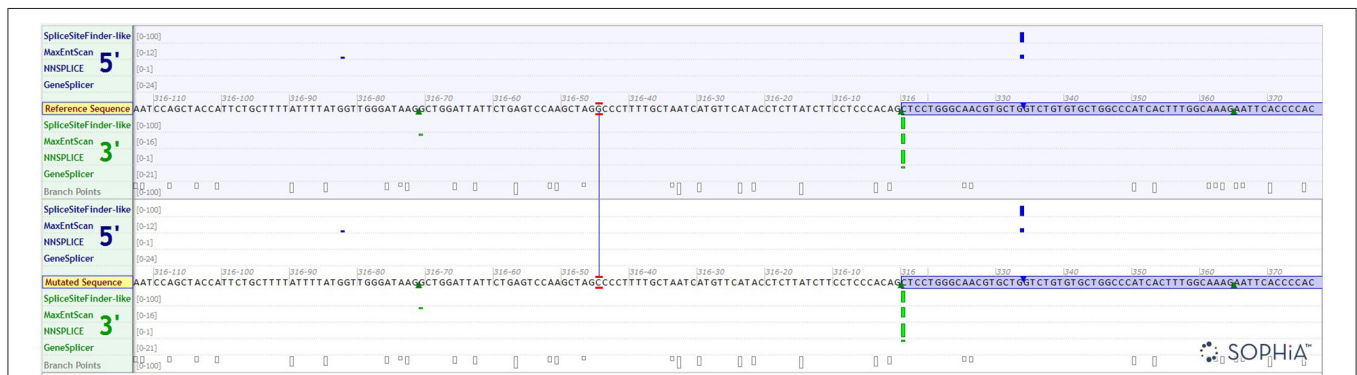 SpliceSiteFinder-like [0-100]
MaxEntScan [0-12]
5'
NNSPLICE [0-1]
GeneSplicer [0-24]
316-110 316-100 316-90 316-80 316-70 316-60 316-50 316-40 316-30 316-20 316-10 316 330 340 350 360 370
Reference Sequence AATCCAGCTACCATTCTGCTTTTATTTTATGGTTGGGATAAGGCTGGATTATTCTGAGTCCAAGCTAGGCCCTTTTGCTAATCATGTTCATACCTCTTATCTTCCTCCCACAGCTCCTGGGCAACGTGCTGGTCTGTGTGCTGGCCCATCACTTTGGCAAAGAATTCACCCCAC
SpliceSiteFinder-like [0-100]
MaxEntScan [0-16]
3'
NNSPLICE [0-1]
GeneSplicer [0-21]
Branch Points [0-100]
SpliceSiteFinder-like [0-100]
MaxEntScan [0-12]
5'
NNSPLICE [0-1]
GeneSplicer [0-24]
316-110 316-100 316-90 316-80 316-70 316-60 316-50 316-40 316-30 316-20 316-10 316 330 340 350 360 370
Mutated Sequence AATCCAGCTACCATTCTGCTTTTATTTTATGGTTGGGATAAGGCTGGATTATTCTGAGTCCAAGCTAGCCCCTTTTGCTAATCATGTTCATACCTCTTATCTTCCTCCCACAGCTCCTGGGCAACGTGCTGGTCTGTGTGCTGGCCCATCACTTTGGCAAAGAATTCACCCCAC
SpliceSiteFinder-like [0-100]
MaxEntScan [0-16]
3'
NNSPLICE [0-1]
GeneSplicer [0-21]
Branch Points [0-100]
SOPHiA™